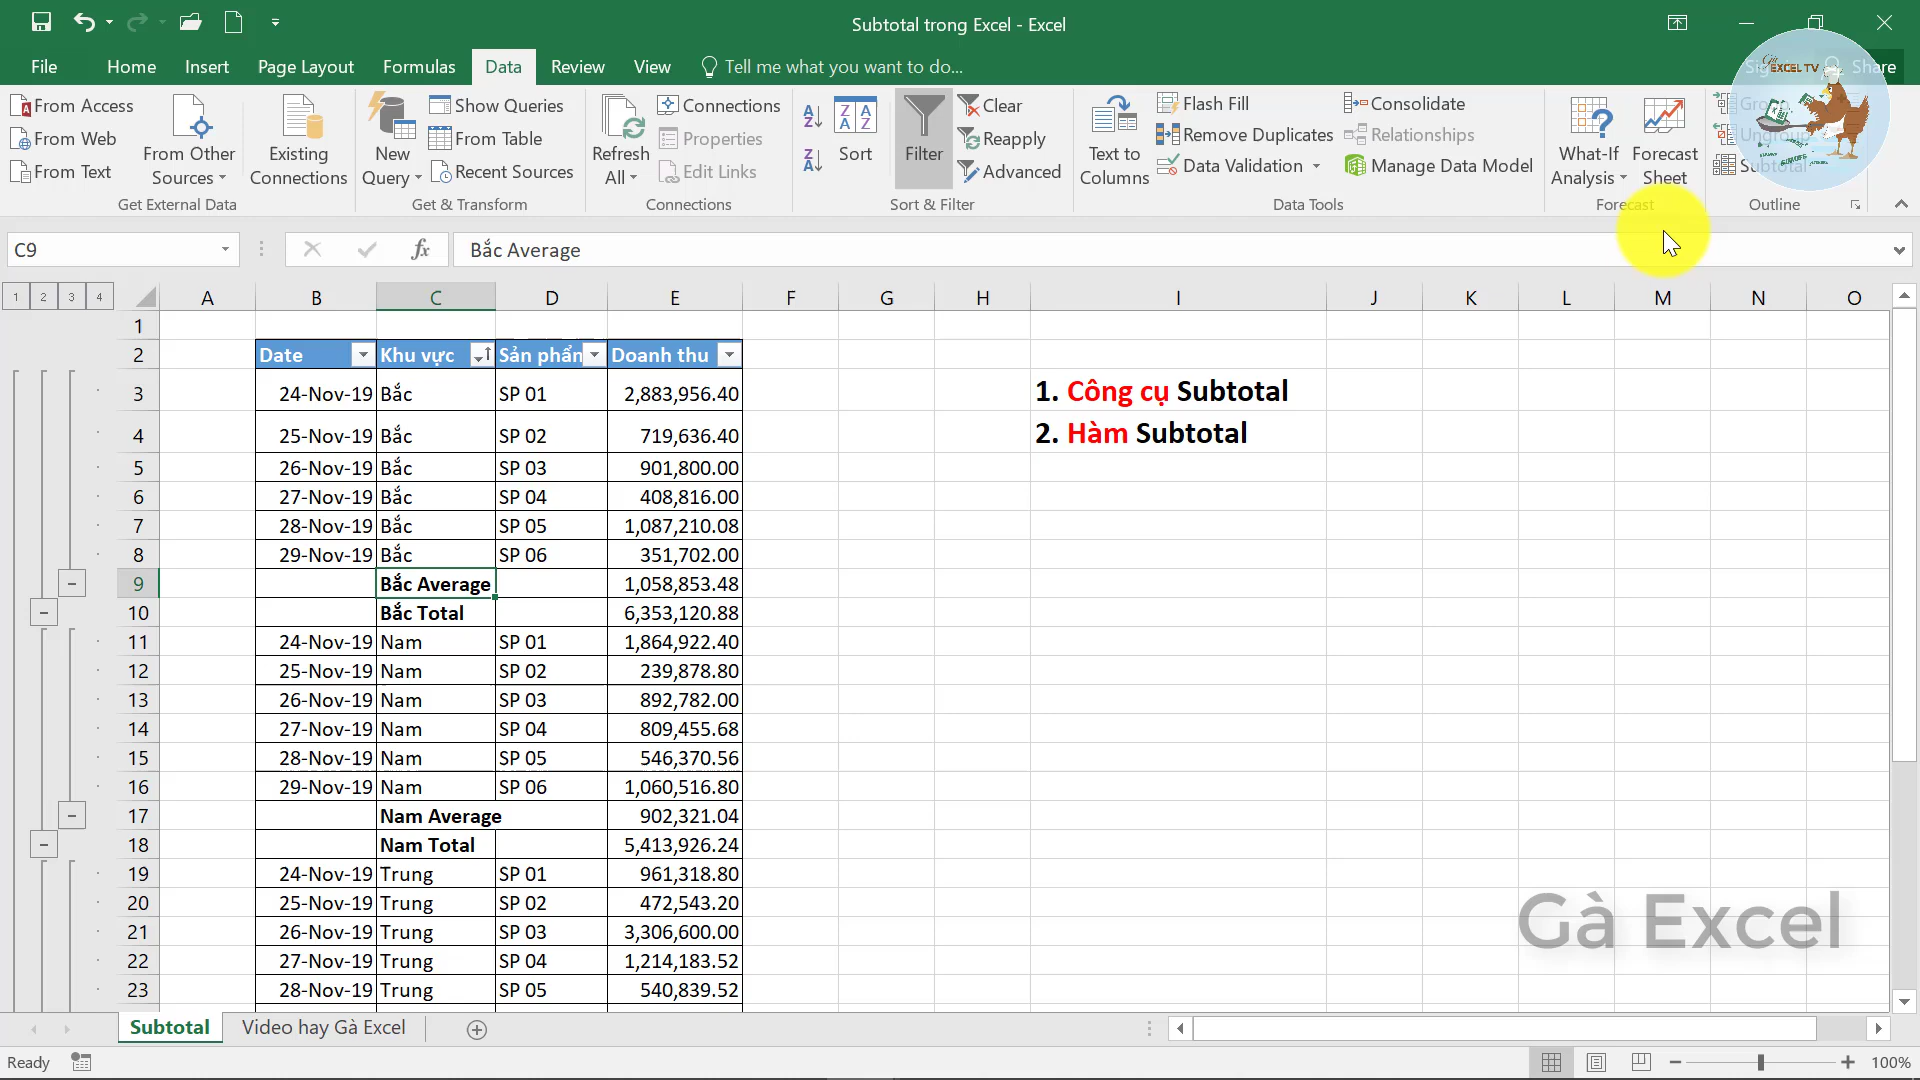 Subtotal trong Excel - Excel
File Home Insert Page Layout Formulas Data Review View Tell me what you want to do... Share
EXCEL TV
From Access
From Web
From Text
From Other Sources
Existing Connections
Get External Data
New Query
Show Queries
From Table
Recent Sources
Get & Transform
Refresh All
Connections
Properties
Edit Links
Connections
Sort
Filter
Clear
Reapply
Advanced
Sort & Filter
Text to Columns
Flash Fill
Remove Duplicates
Data Validation
Consolidate
Relationships
Manage Data Model
Data Tools
What-If Analysis
Forecast Sheet
Forecast
Subtotal
Outline
C9 fx Bắc Average
1 2 3 4 A B C D E F G H I J K L M N O
1
2 Date Khu vực Sản phẩm Doanh thu
3 24-Nov-19 Bắc SP 01 2,883,956.40 1. Công cụ Subtotal
4 25-Nov-19 Bắc SP 02 719,636.40 2. Hàm Subtotal
5 26-Nov-19 Bắc SP 03 901,800.00
6 27-Nov-19 Bắc SP 04 408,816.00
7 28-Nov-19 Bắc SP 05 1,087,210.08
8 29-Nov-19 Bắc SP 06 351,702.00
9 Bắc Average 1,058,853.48
10 Bắc Total 6,353,120.88
11 24-Nov-19 Nam SP 01 1,864,922.40
12 25-Nov-19 Nam SP 02 239,878.80
13 26-Nov-19 Nam SP 03 892,782.00
14 27-Nov-19 Nam SP 04 809,455.68
15 28-Nov-19 Nam SP 05 546,370.56
16 29-Nov-19 Nam SP 06 1,060,516.80
17 Nam Average 902,321.04
18 Nam Total 5,413,926.24
19 24-Nov-19 Trung SP 01 961,318.80
20 25-Nov-19 Trung SP 02 472,543.20
21 26-Nov-19 Trung SP 03 3,306,600.00
22 27-Nov-19 Trung SP 04 1,214,183.52
23 28-Nov-19 Trung SP 05 540,839.52
Gà Excel
Subtotal Video hay Gà Excel
Ready 100%